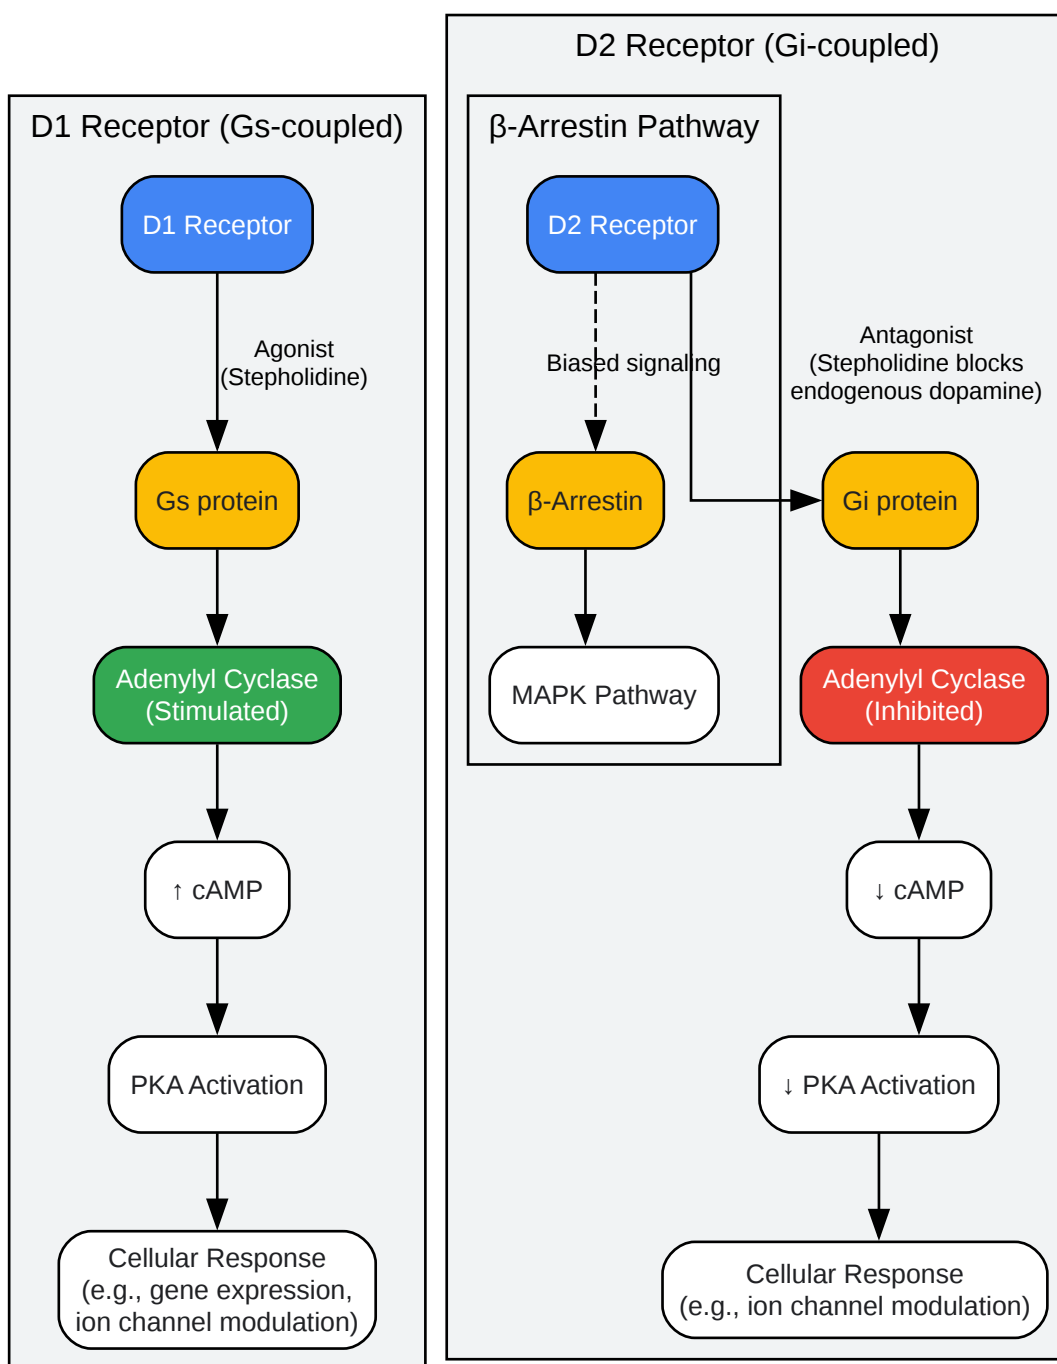 D1 Receptor (Gs-coupled)
D1 Receptor
Agonist
(Stepholidine)
Gs protein
Adenylyl Cyclase
(Stimulated)
↑ cAMP
PKA Activation
Cellular Response
(e.g., gene expression,
ion channel modulation)
D2 Receptor (Gi-coupled)
β-Arrestin Pathway
D2 Receptor
Biased signaling
β-Arrestin
MAPK Pathway
Antagonist
(Stepholidine blocks
endogenous dopamine)
Gi protein
Adenylyl Cyclase
(Inhibited)
↓ cAMP
↓ PKA Activation
Cellular Response
(e.g., ion channel modulation)